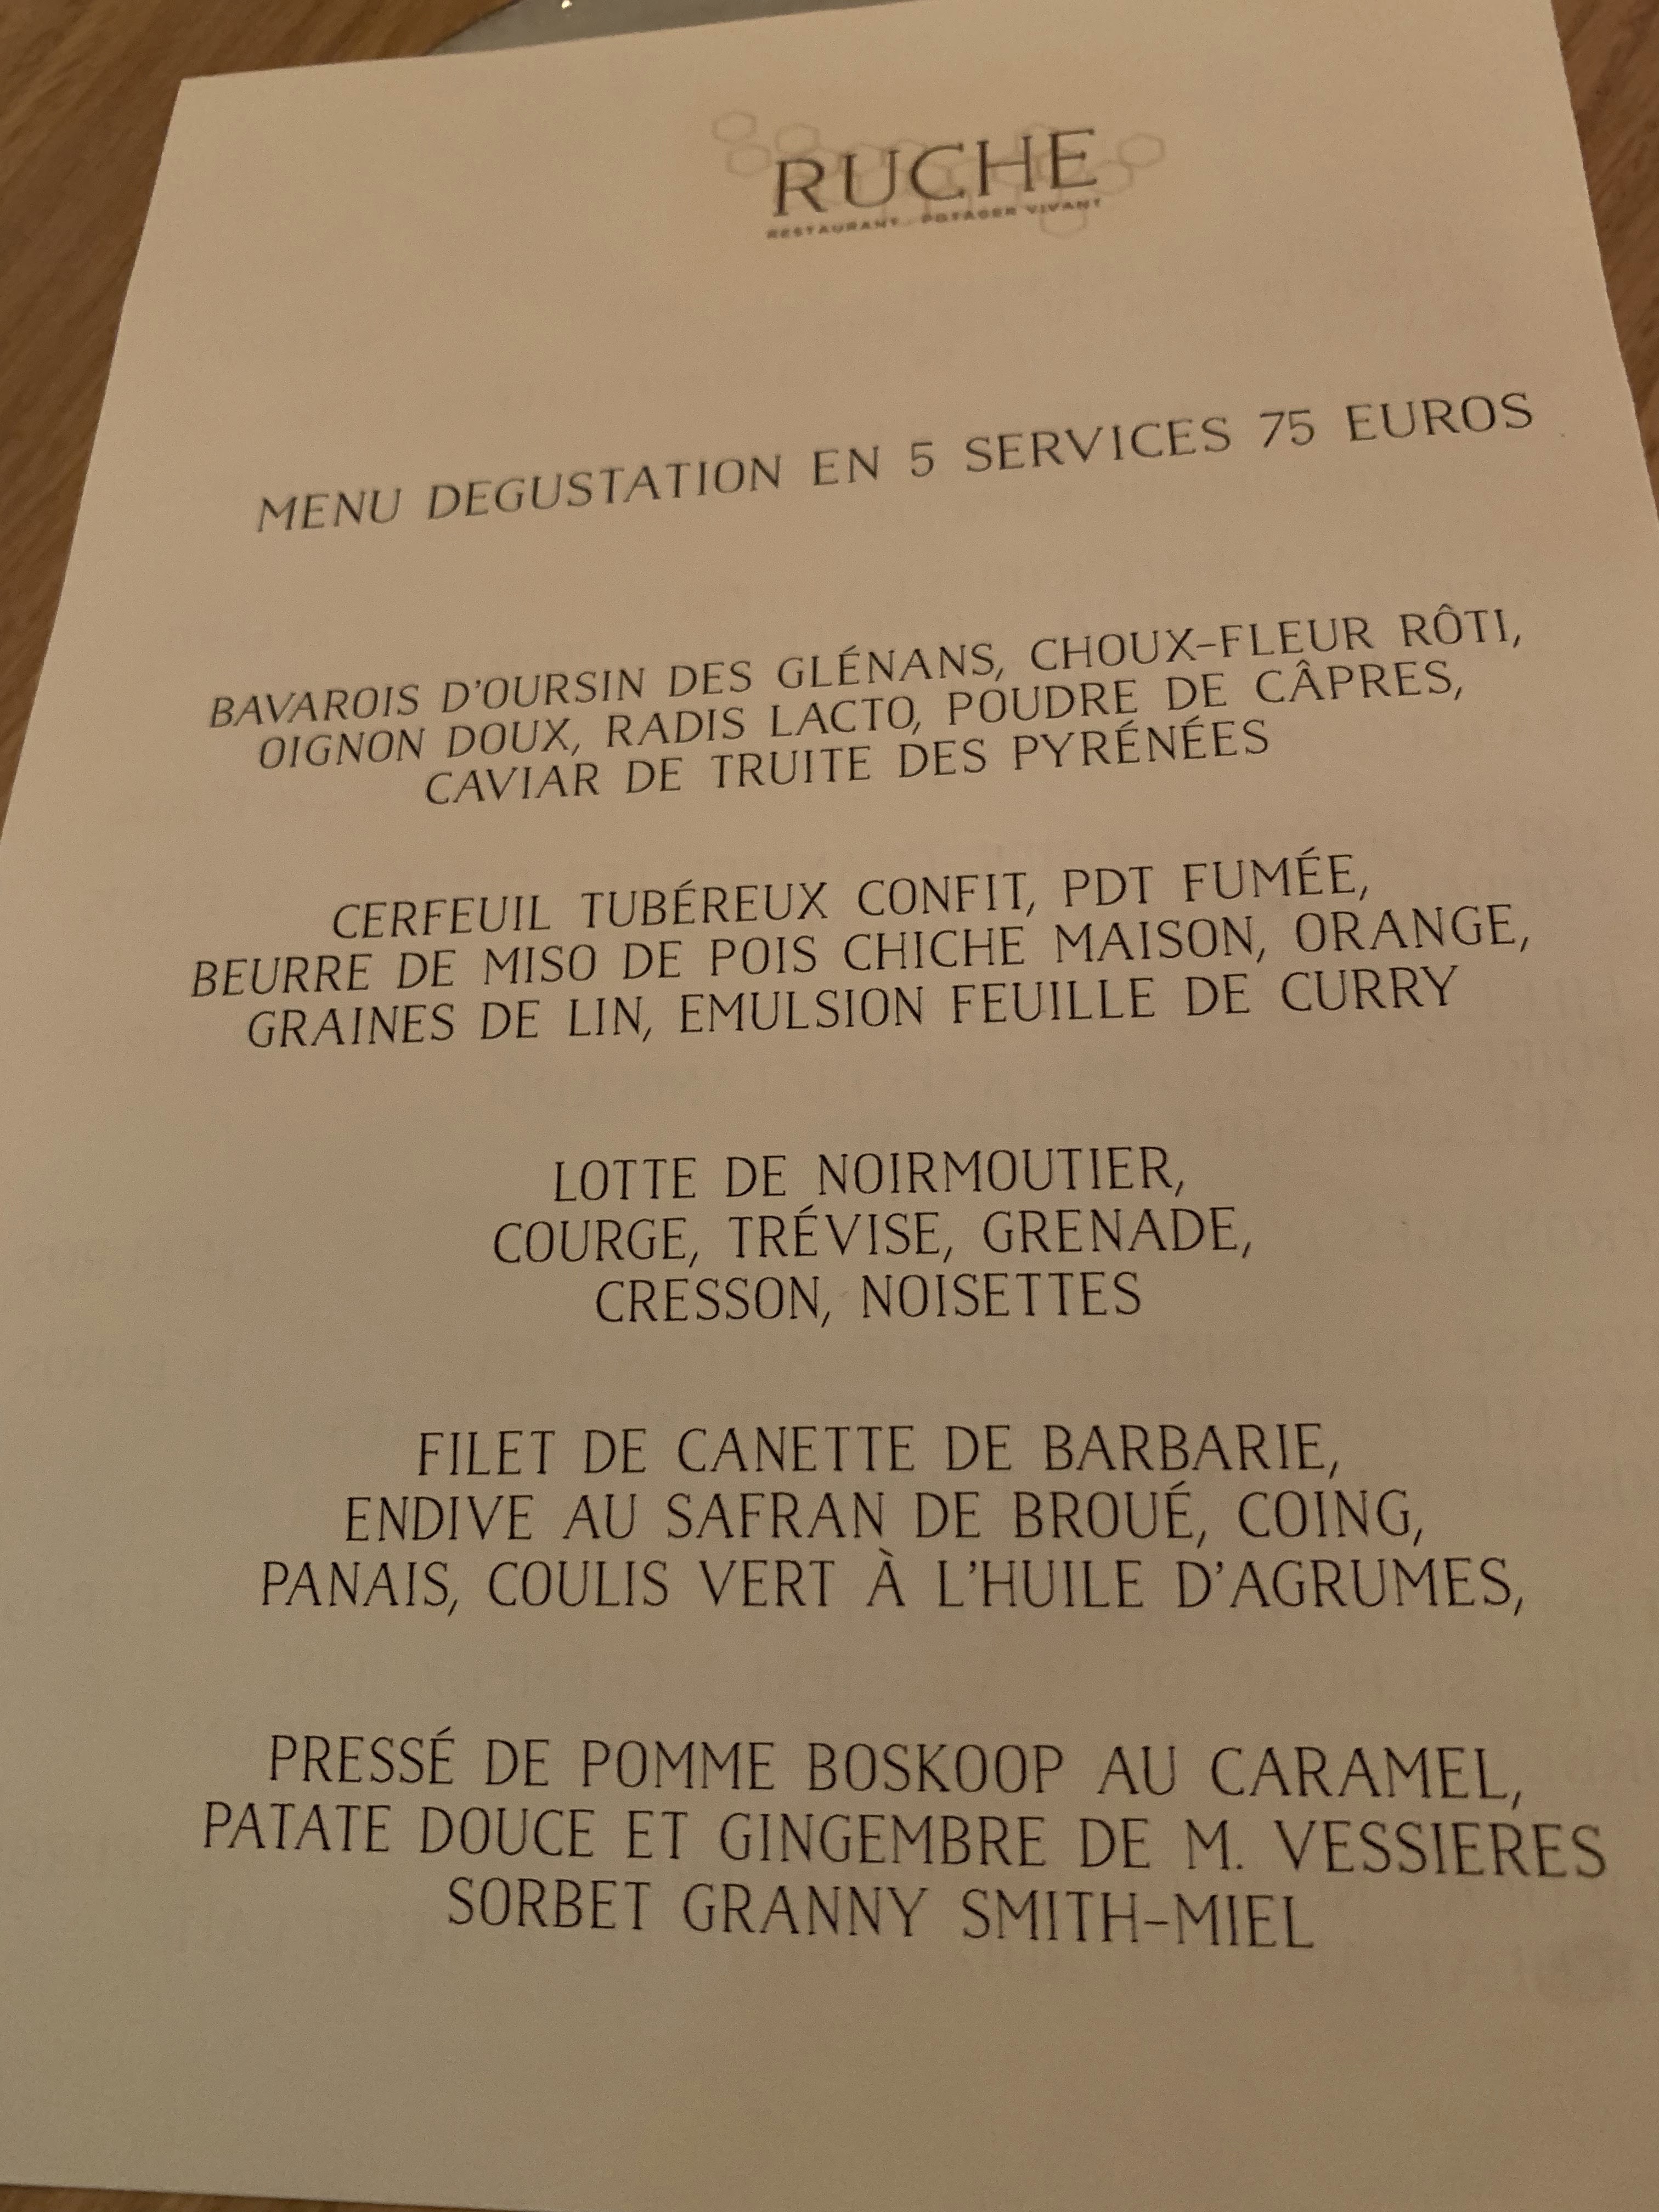 RUCHE
RESTAURANT. POTAGER VIVANT
MENU DEGUSTATION EN 5 SERVICES 75 EUROS
BAVAROIS D'OURSIN DES GLÉNANS, CHOUX-FLEUR RÔTI,
OIGNON DOUX, RADIS LACTO, POUDRE DE CÂPRES,
CAVIAR DE TRUITE DES PYRÉNÉES
CERFEUIL TUBÉREUX CONFIT, PDT FUMÉE,
BEURRE DE MISO DE POIS CHICHE MAISON, ORANGE,
GRAINES DE LIN, EMULSION FEUILLE DE CURRY
LOTTE DE NOIRMOUTIER,
COURGE, TRÉVISE, GRENADE,
CRESSON, NOISETTES
FILET DE CANETTE DE BARBARIE,
ENDIVE AU SAFRAN DE BROUÉ, COING,
PANAIS, COULIS VERT À L'HUILE D'AGRUMES,
PRESSÉ DE POMME BOSKOOP AU CARAMEL,
PATATE DOUCE ET GINGEMBRE DE M. VESSIERES
SORBET GRANNY SMITH-MIEL